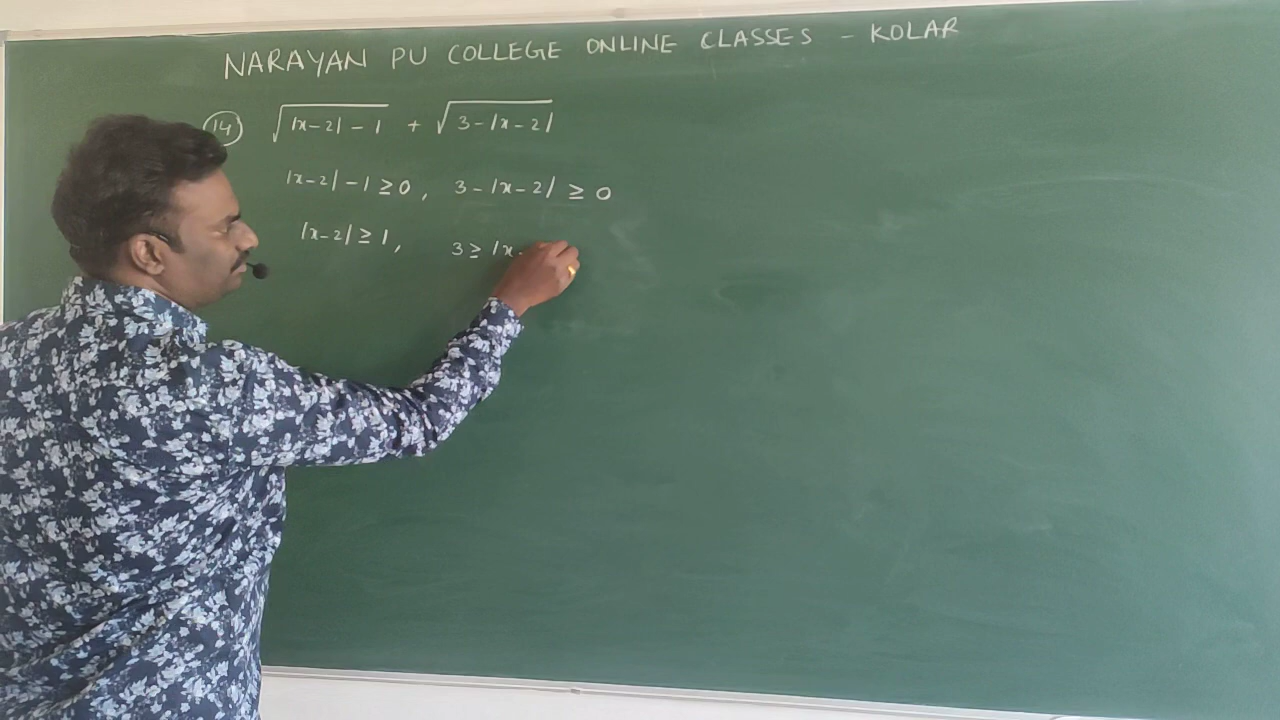 NARAYAN PU COLLEGE ONLINE CLASSES - KOLAR
14 √|x-2|-1 + √3-|x-2|
|x-2|-1≥0, 3-|x-2| ≥ 0
|x-2|≥1, 3≥|x-